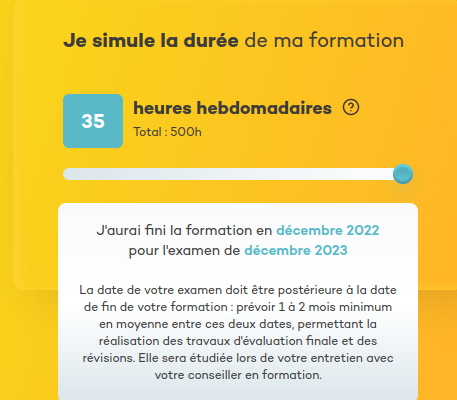 Je simule la durée de ma formation
35
heures hebdomadaires ?
Total : 500h
J'aurai fini la formation en décembre 2022
pour l'examen de décembre 2023
La date de votre examen doit être postérieure à la date
de fin de votre formation : prévoir 1 à 2 mois minimum
en moyenne entre ces deux dates, permettant la
réalisation des travaux d'évaluation finale et des
révisions. Elle sera étudiée lors de votre entretien avec
votre conseiller en formation.